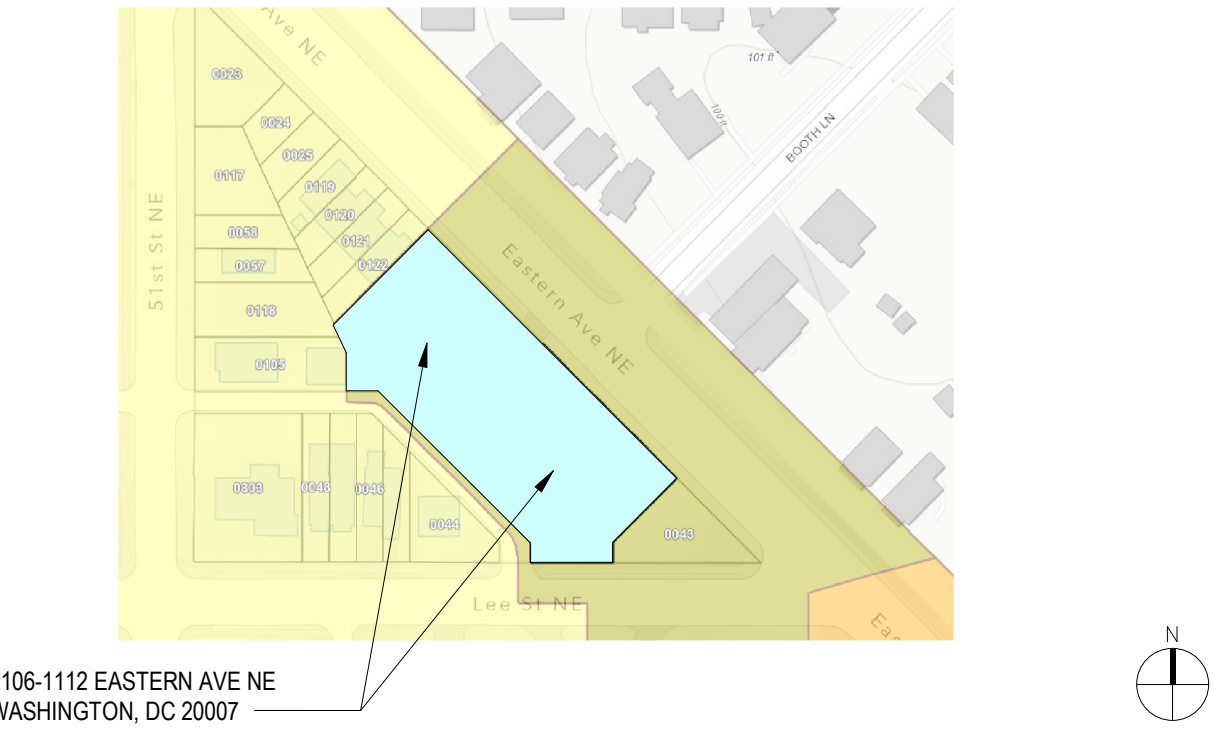 Ave NE
101 ft
0023
100 ft
0024
BOOTH LN
0025
0117
0119
51st St NE
0120
0058
0121
Eastern Ave NE
0057
0122
0118
0105
0303
0048
0046
0044
0043
Lee St NE
Eas
N
106-1112 EASTERN AVE NE
WASHINGTON, DC 20007